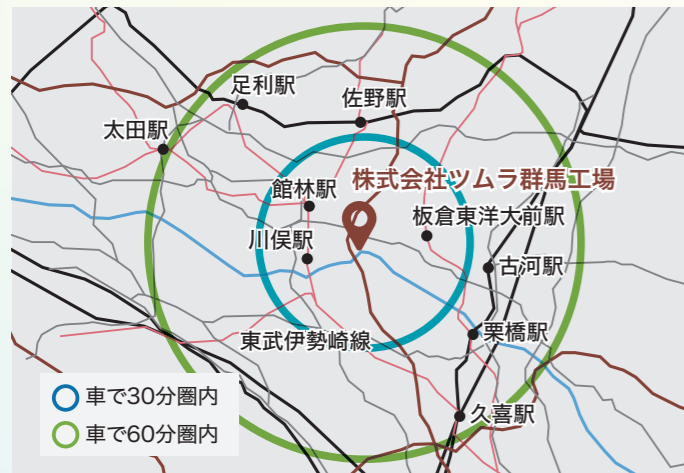 足利駅
佐野駅
太田駅
館林駅
株式会社ツムラ群馬工場
板倉東洋大前駅
川俣駅
古河駅
東武伊勢崎線
栗橋駅
車で30分圏内
久喜駅
車で60分圏内